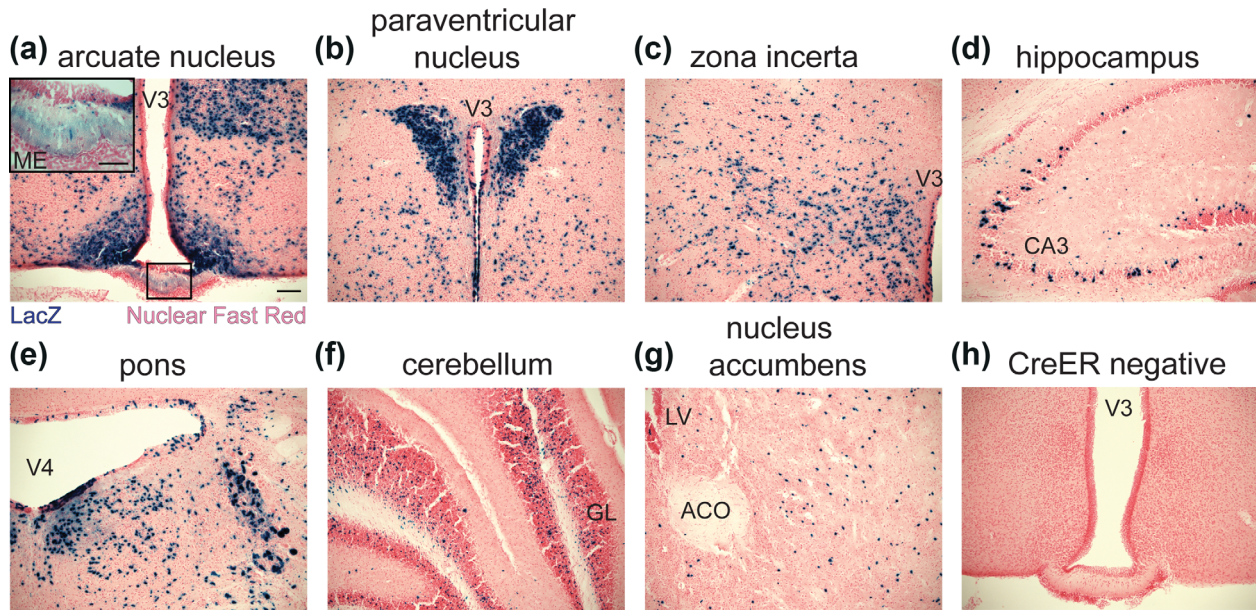 (a) arcuate nucleus
V3
ME
LacZ Nuclear Fast Red
(b) paraventricular
nucleus
V3
(c) zona incerta
V3
(d) hippocampus
CA3
(e) pons
V4
(f) cerebellum
GL
(g) nucleus
accumbens
LV
ACO
(h) CreER negative
V3